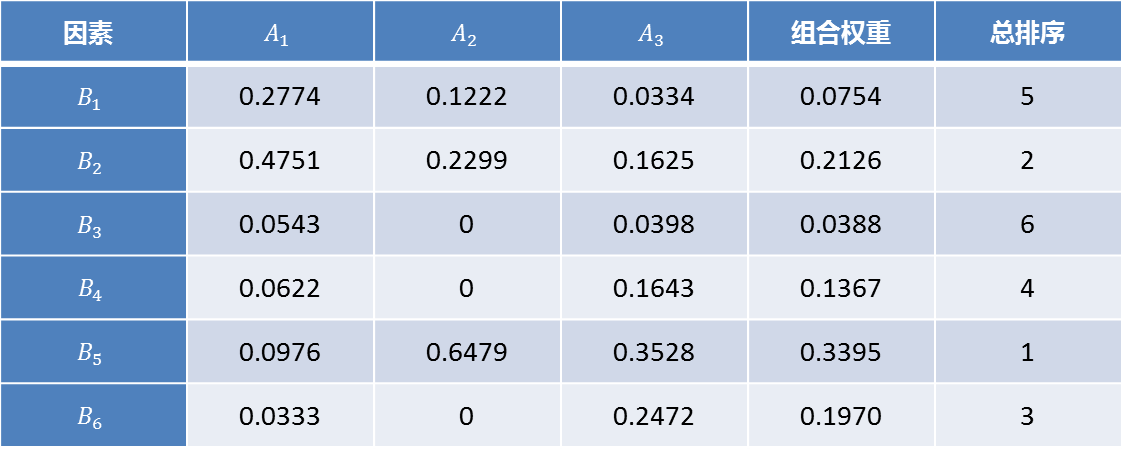 因素 A₁ A₂ A₃ 组合权重 总排序
B₁ 0.2774 0.1222 0.0334 0.0754 5
B₂ 0.4751 0.2299 0.1625 0.2126 2
B₃ 0.0543 0 0.0398 0.0388 6
B₄ 0.0622 0 0.1643 0.1367 4
B₅ 0.0976 0.6479 0.3528 0.3395 1
B₆ 0.0333 0 0.2472 0.1970 3